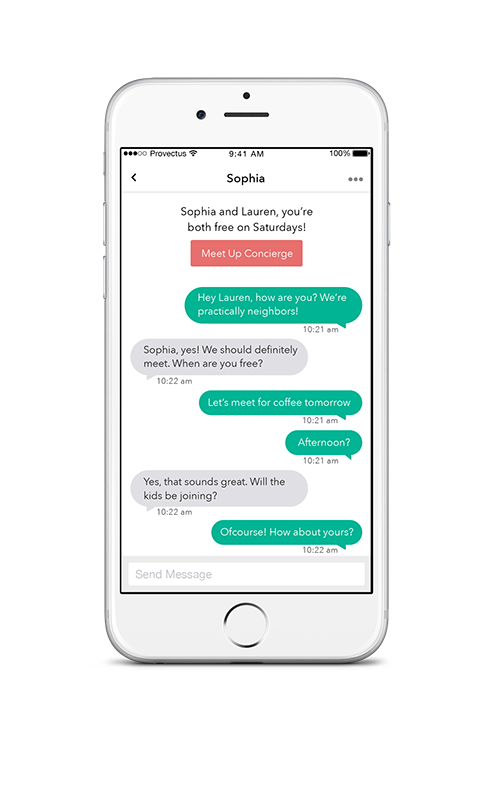 Provectus 9:41 AM 100%
Sophia
Sophia and Lauren, you're
both free on Saturdays!
Meet Up Concierge
Hey Lauren, how are you? We're
practically neighbors!
10:21 am
Sophia, yes! We should definitely
meet. When are you free?
10:22 am
Let's meet for coffee tomorrow
10:21 am
Afternoon?
10:21 am
Yes, that sounds great. Will the
kids be joining?
10:22 am
Ofcourse! How about yours?
10:22 am
Send Message